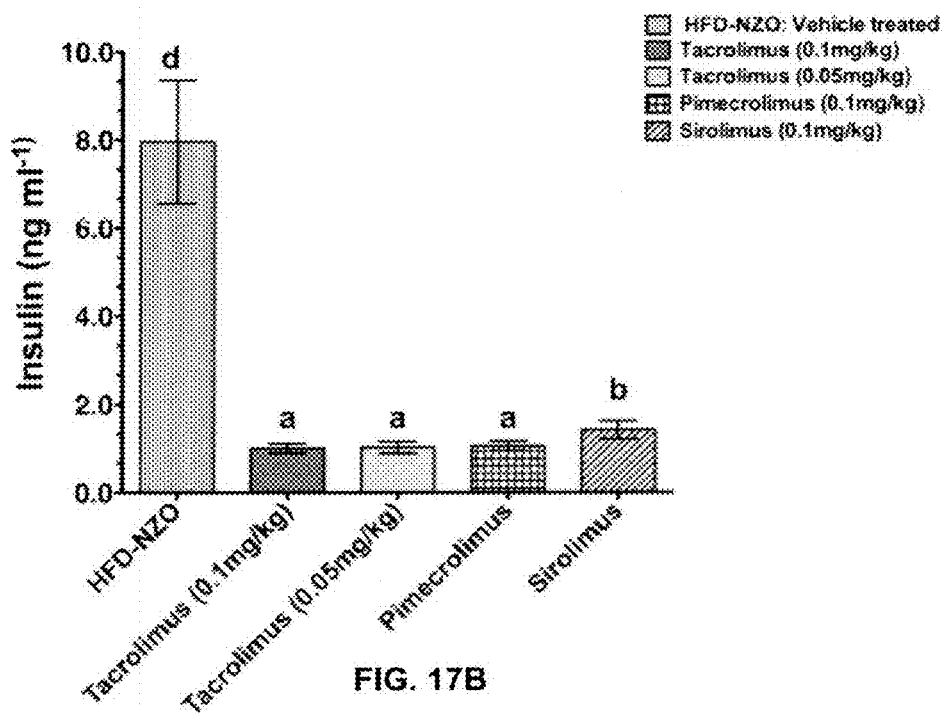 HFD-NZO: Vehicle treated
Tacrolimus (0.1mg/kg)
Tacrolimus (0.05mg/kg)
Pimecrolimus (0.1mg/kg)
Sirolimus (0.1mg/kg)
Insulin (ng ml-1)
10.0
8.0
6.0
4.0
2.0
0.0
d
a
a
a
b
HFD-NZO
Tacrolimus (0.1mg/kg)
Tacrolimus (0.05mg/kg)
Pimecrolimus
Sirolimus
FIG. 17B